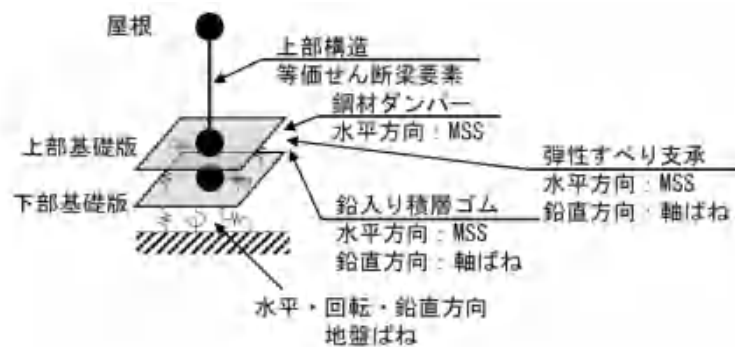 屋根
上部構造
等価せん断梁要素
鋼材ダンパー
水平方向：MSS
上部基礎版
弾性すべり支承
水平方向：MSS
鉛直方向：軸ばね
下部基礎版
鉛入り積層ゴム
水平方向：MSS
鉛直方向：軸ばね
水平・回転・鉛直方向
地盤ばね